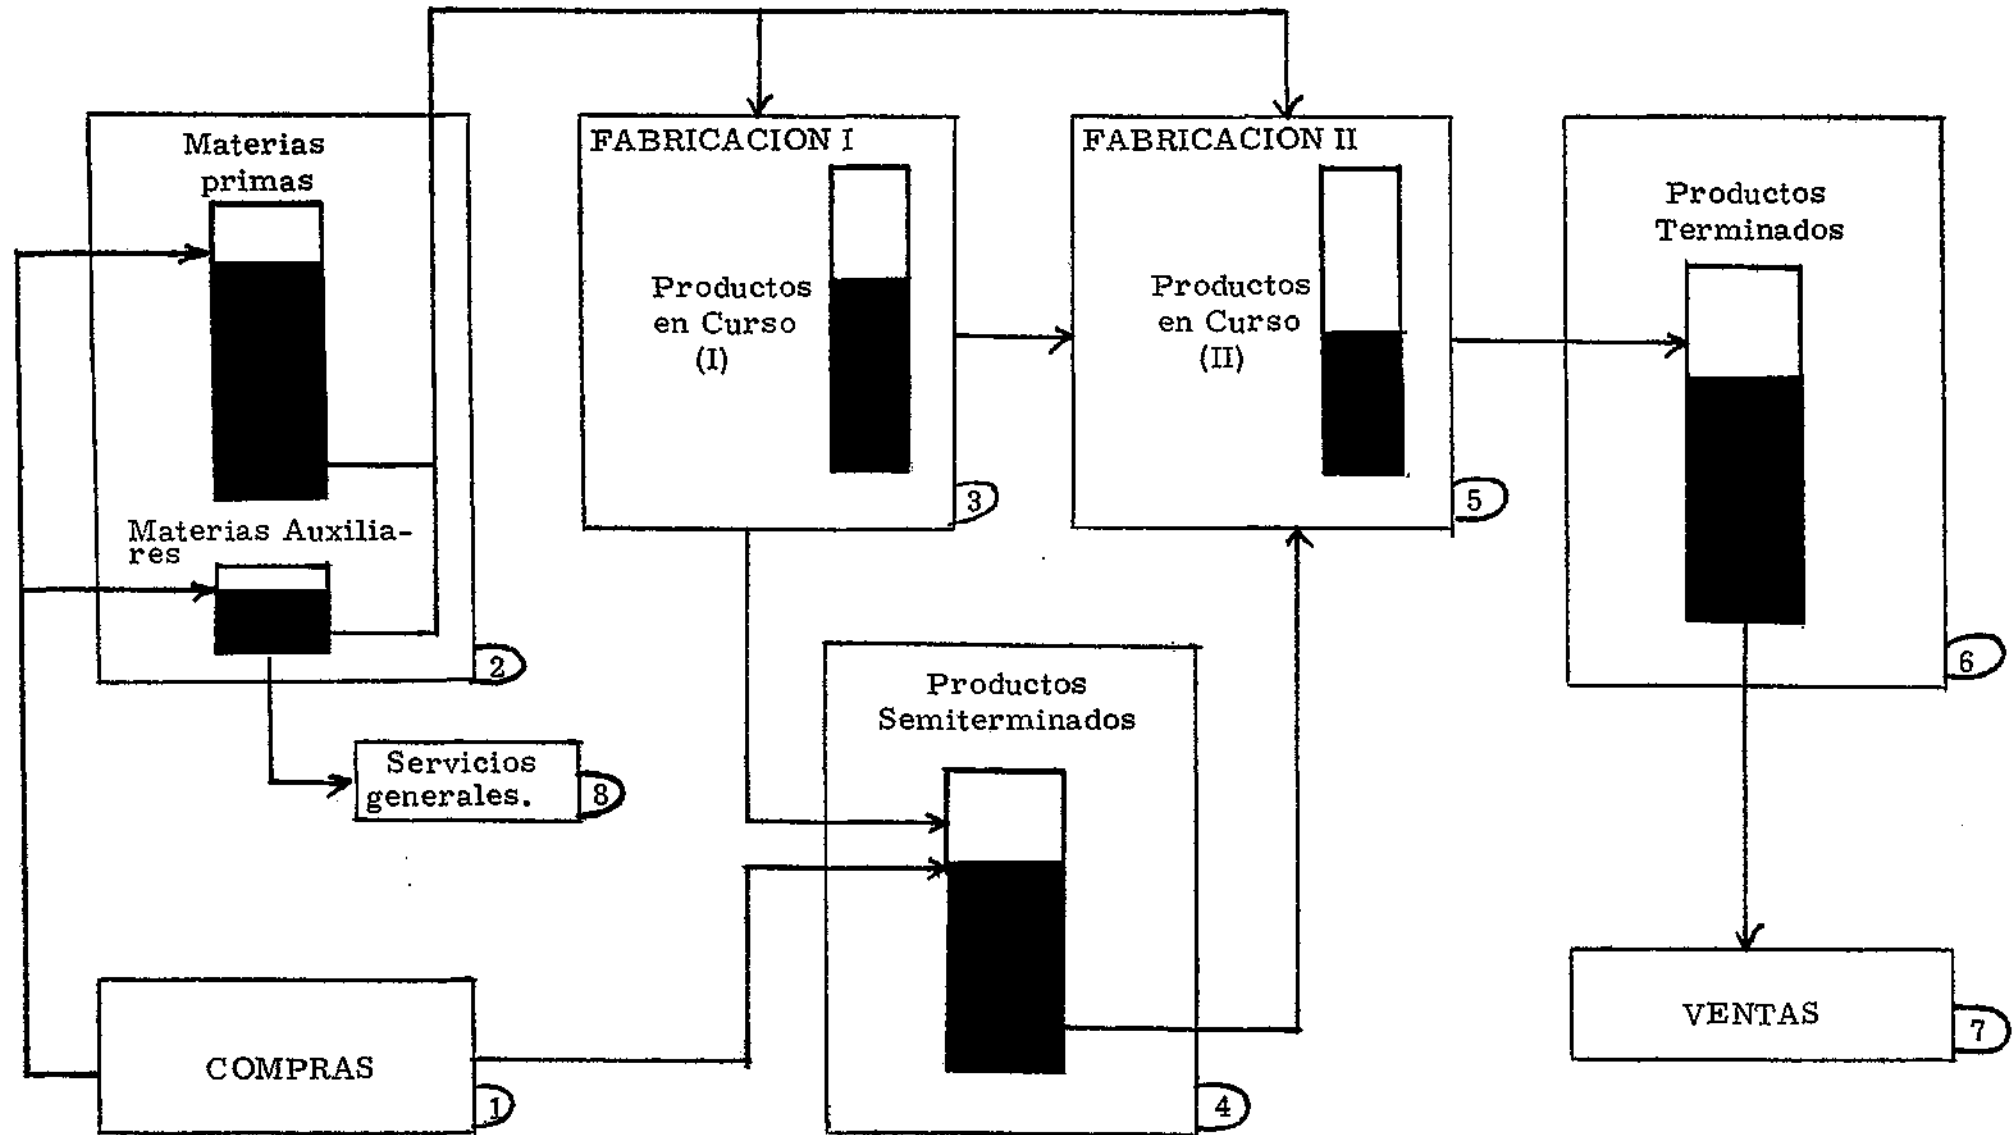 Materias
primas
Materias Auxilia-
res
2
FABRICACION I
Productos
en Curso
(I)
3
FABRICACION II
Productos
en Curso
(II)
5
Productos
Terminados
6
Servicios
generales.
8
Productos
Semiterminados
4
COMPRAS
1
VENTAS
7